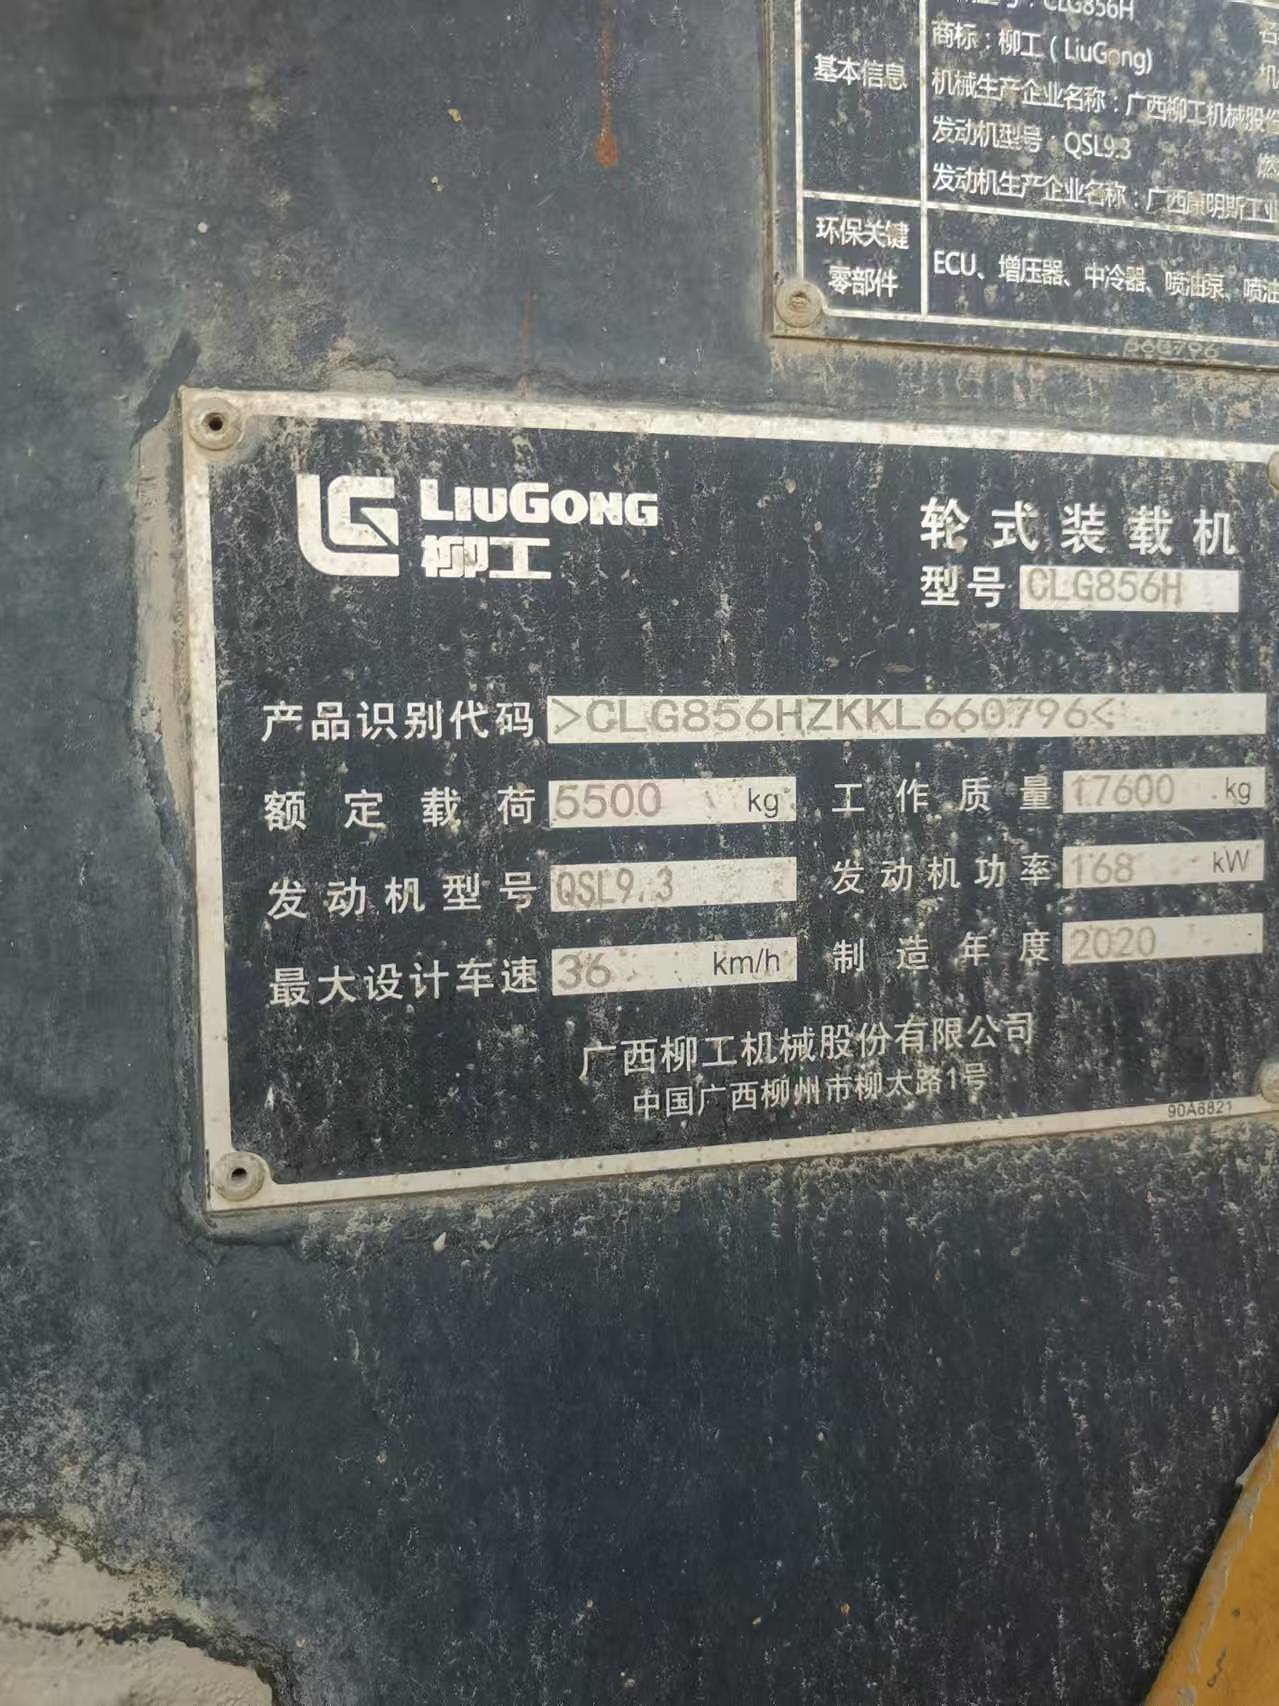 CLG856H
商标：柳工（LiuGong)
基本信息
机械生产企业名称：广西柳工机械股份
发动机型号：QSL9.3
发动机生产企业名称：广西康明斯工业
环保关键
零部件
ECU、增压器、中冷器、喷油泵、喷油
660796
LIUGONG
柳工
轮式装载机
型号 CLG856H
产品识别代码 >CLG856HZKKL660796<
额定载荷 5500 kg 工作质量 17600 kg
发动机型号 QSL9.3 发动机功率 168 kW
最大设计车速 36 km/h 制造年度 2020
广西柳工机械股份有限公司
中国广西柳州市柳太路1号
90A8821